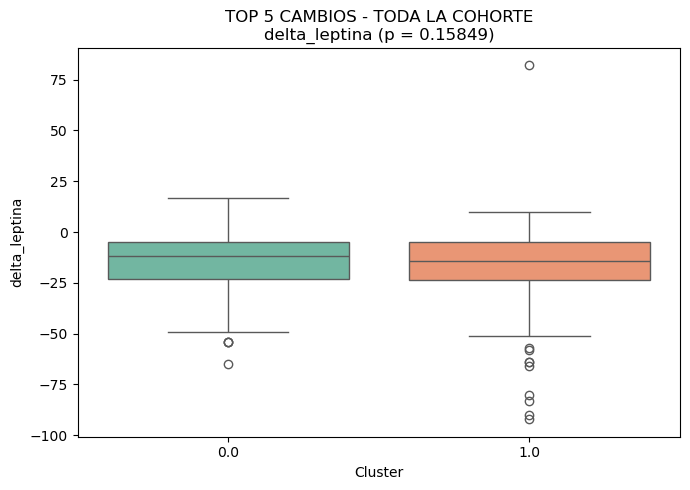 TOP 5 CAMBIOS - TODA LA COHORTE
delta_leptina (p = 0.15849)
delta_leptina
75
50
25
0
−25
−50
−75
−100
0.0
1.0
Cluster